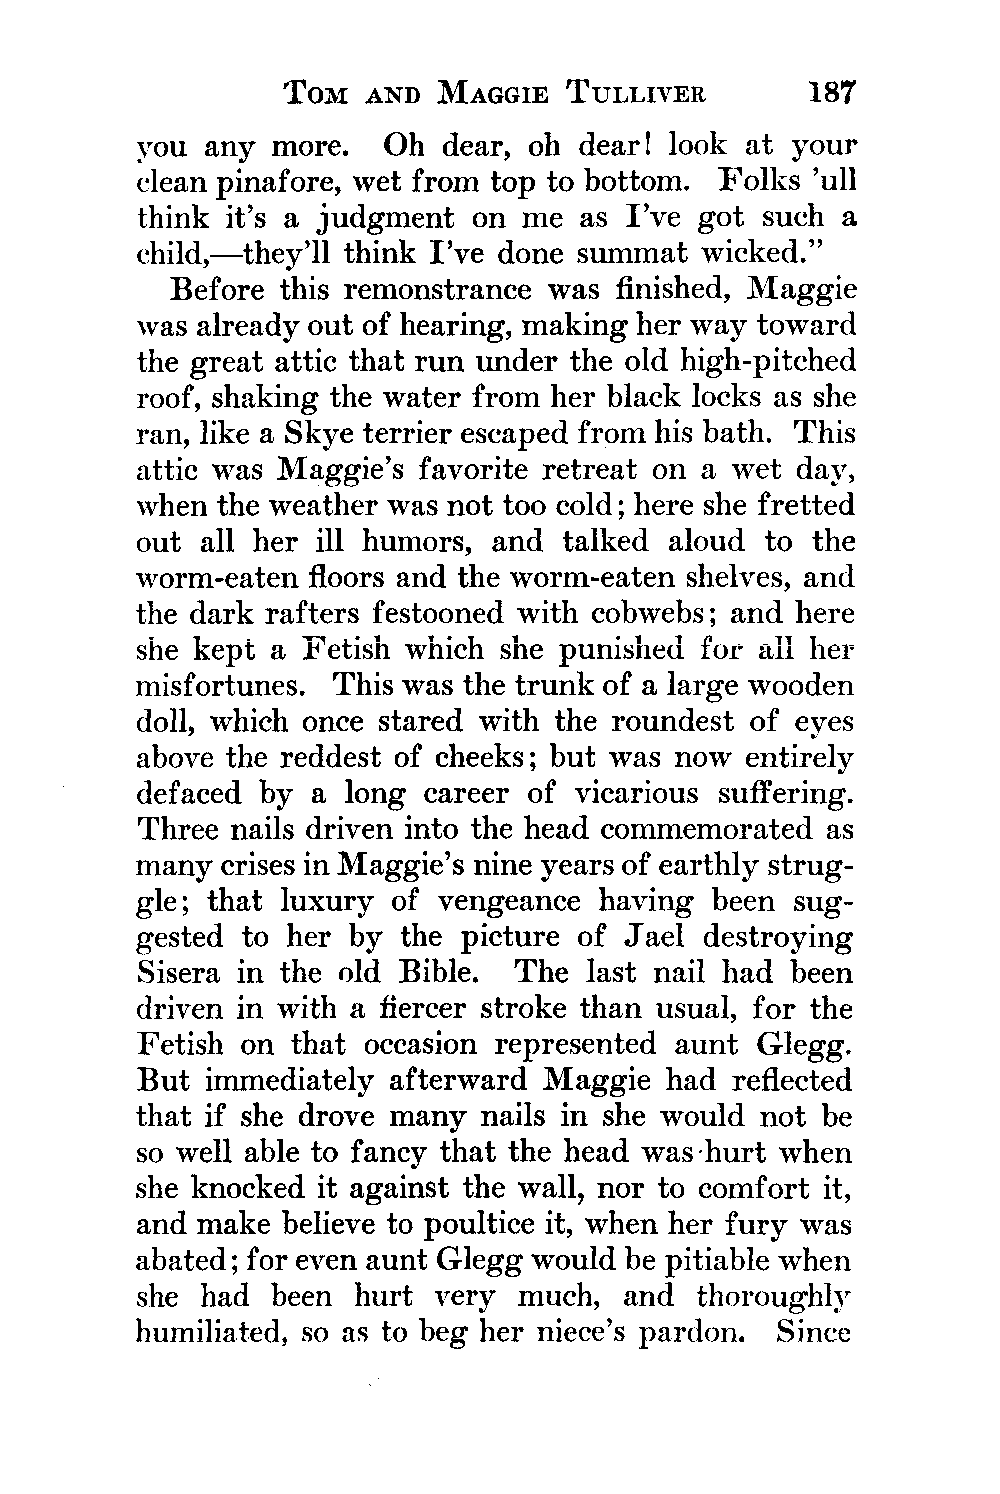 TOM AND MAGGIE TULLIVER 187
you any more. Oh dear, oh dear! look at your
clean pinafore, wet from top to bottom. Folks ’ull
think it’s a judgment on me as I’ve got such a
child,—they’ll think I’ve done summat wicked.”
Before this remonstrance was finished, Maggie
was already out of hearing, making her way toward
the great attic that run under the old high-pitched
roof, shaking the water from her black locks as she
ran, like a Skye terrier escaped from his bath. This
attic was Maggie’s favorite retreat on a wet day,
when the weather was not too cold; here she fretted
out all her ill humors, and talked aloud to the
worm-eaten floors and the worm-eaten shelves, and
the dark rafters festooned with cobwebs; and here
she kept a Fetish which she punished for all her
misfortunes. This was the trunk of a large wooden
doll, which once stared with the roundest of eyes
above the reddest of cheeks; but was now entirely
defaced by a long career of vicarious suffering.
Three nails driven into the head commemorated as
many crises in Maggie’s nine years of earthly strug-
gle; that luxury of vengeance having been sug-
gested to her by the picture of Jael destroying
Sisera in the old Bible. The last nail had been
driven in with a fiercer stroke than usual, for the
Fetish on that occasion represented aunt Glegg.
But immediately afterward Maggie had reflected
that if she drove many nails in she would not be
so well able to fancy that the head was hurt when
she knocked it against the wall, nor to comfort it,
and make believe to poultice it, when her fury was
abated; for even aunt Glegg would be pitiable when
she had been hurt very much, and thoroughly
humiliated, so as to beg her niece’s pardon. Since